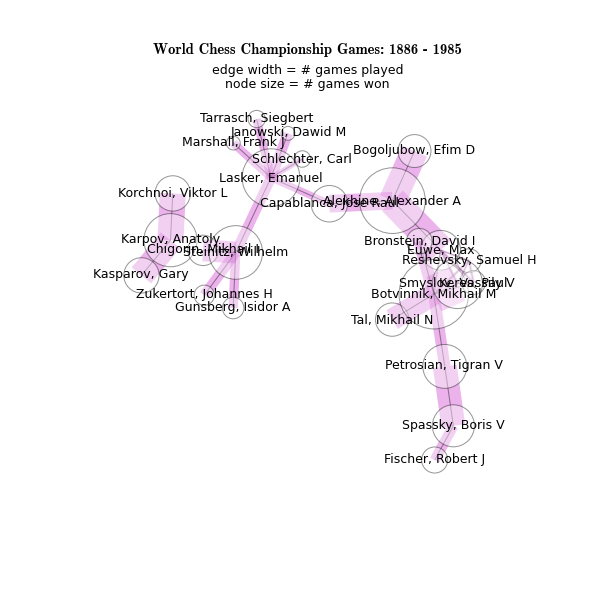 World Chess Championship Games: 1886 - 1985
edge width = # games played
node size = # games won
Tarrasch, Siegbert
Janowski, Dawid M
Marshall, Frank J
Bogoljubow, Efim D
Schlechter, Carl
Lasker, Emanuel
Korchnoi, Viktor L
Alekhine, Alexander A
Capablanca, Jose Raul
Karpov, Anatoly
Bronstein, David I
Chigorin, Mikhail I
Euwe, Max
Steinitz, Wilhelm
Reshevsky, Samuel H
Kasparov, Gary
Smyslov, Vassily V
Keres, Paul
Zukertort, Johannes H
Botvinnik, Mikhail M
Gunsberg, Isidor A
Tal, Mikhail N
Petrosian, Tigran V
Spassky, Boris V
Fischer, Robert J